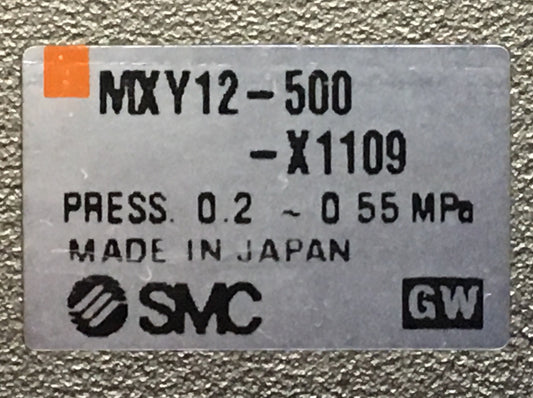 MXY12-500
-X1109
PRESS. 0.2 ~ 0 55 MPa
MADE IN JAPAN
SMC GW